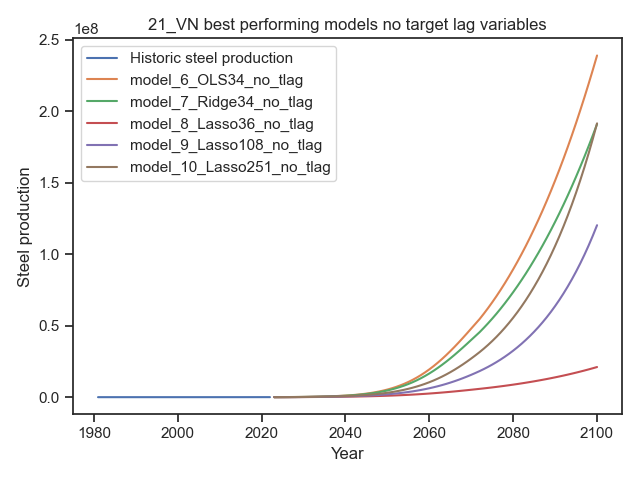 21_VN best performing models no target lag variables
1e8
2.5
2.0
1.5
1.0
0.5
0.0
Steel production
Historic steel production
model_6_OLS34_no_tlag
model_7_Ridge34_no_tlag
model_8_Lasso36_no_tlag
model_9_Lasso108_no_tlag
model_10_Lasso251_no_tlag
1980 2000 2020 2040 2060 2080 2100
Year